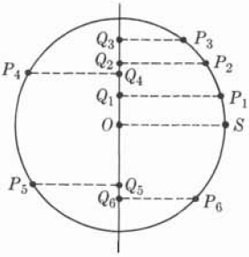 Q₃ P₃
Q₂ P₂
P₄ Q₄
Q₁ P₁
O S
P₅ Q₅
Q₆ P₆